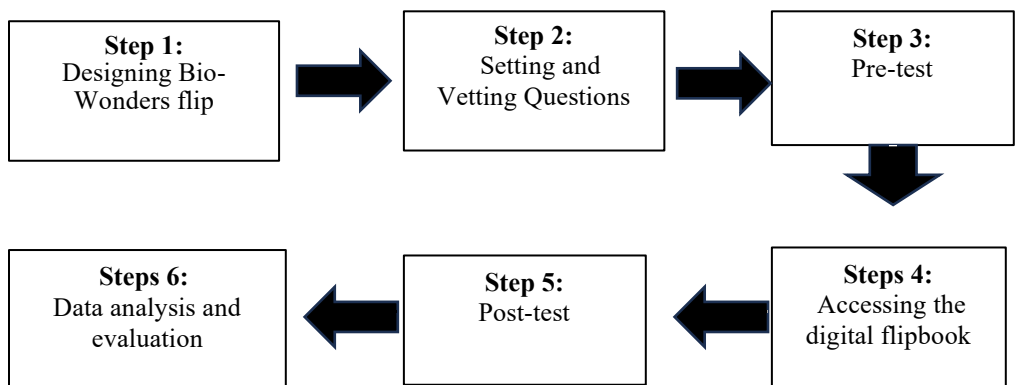 Step 1:
Designing Bio-
Wonders flip
Step 2:
Setting and
Vetting Questions
Step 3:
Pre-test
Steps 4:
Accessing the
digital flipbook
Step 5:
Post-test
Steps 6:
Data analysis and
evaluation